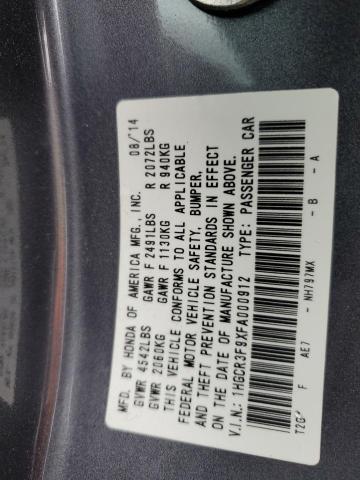 MFD. BY HONDA OF AMERICA MFG., INC. 08/14
GVWR 4542LBS GAWR F 2491LBS R 2072LBS
GVWR 2060KG GAWR F 1130KG R 940KG
THIS VEHICLE CONFORMS TO ALL APPLICABLE
FEDERAL MOTOR VEHICLE SAFETY, BUMPER,
AND THEFT PREVENTION STANDARDS IN EFFECT
ON THE DATE OF MANUFACTURE SHOWN ABOVE.
V.I.N.: 1HGCR3F9XFA000912 TYPE: PASSENGER CAR
F AE7 - NH797MX - B - A